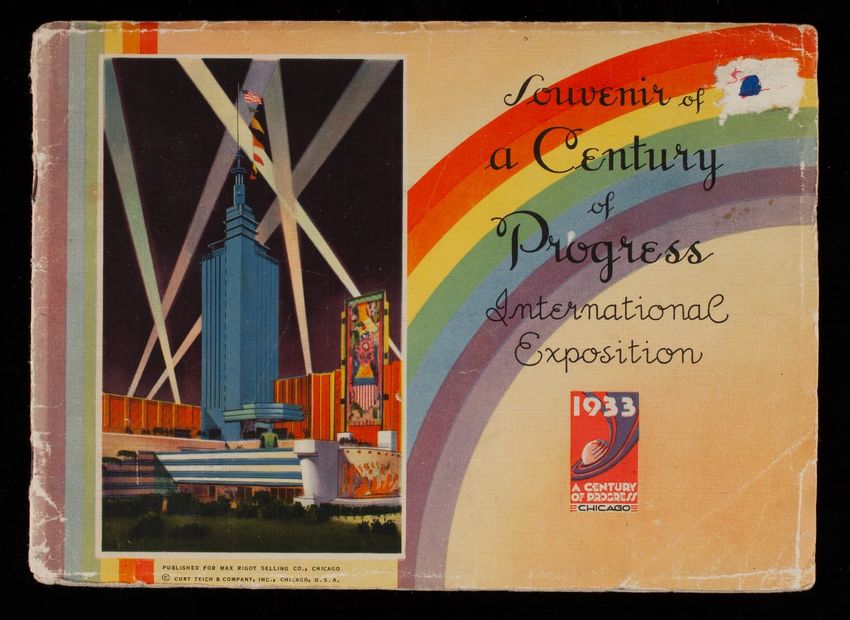 Souvenir of
a Century
of
Progress
International
Exposition
1933
A CENTURY
OF PROGRESS
CHICAGO
PUBLISHED FOR MAX RIGOT SELLING CO., CHICAGO
© CURT TEICH & COMPANY, INC., CHICAGO, U. S. A.